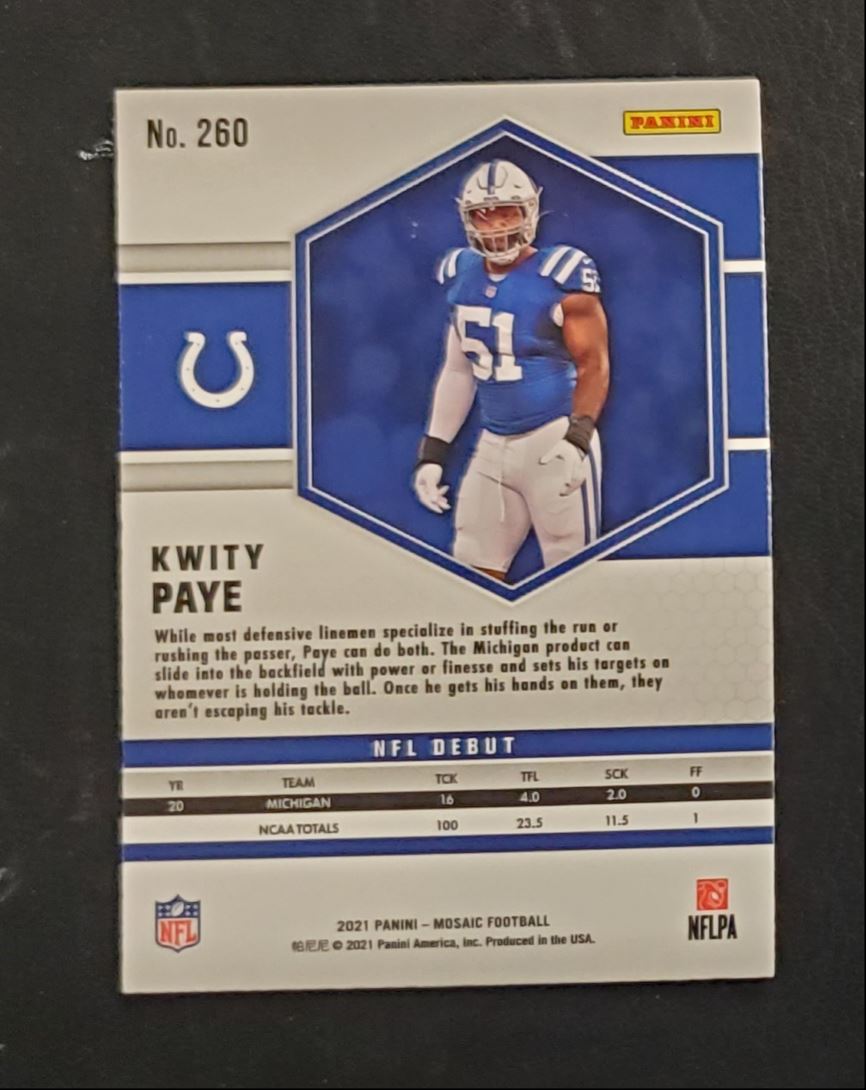 No. 260
PANINI
51
51
KWITY
PAYE
While most defensive linemen specialize in stuffing the run or
rushing the passer, Paye can do both. The Michigan product can
slide into the backfield with power or finesse and sets his targets on
whomever is holding the ball. Once he gets his hands on them, they
aren't escaping his tackle.
NFL DEBUT
YR TEAM TCK TFL SCK FF
20 MICHIGAN 16 4.0 2.0 0
NCAA TOTALS 100 23.5 11.5 1
NFL
NFLPA
2021 PANINI – MOSAIC FOOTBALL
帕尼尼 © 2021 Panini America, Inc. Produced in the USA.